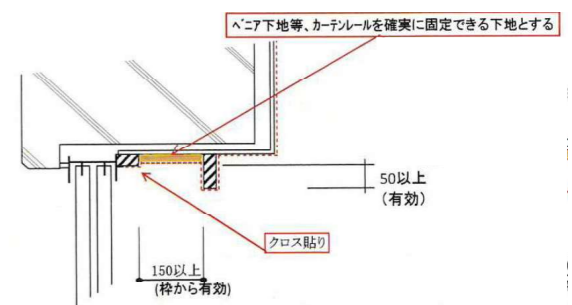 ベニア下地等、カーテンレールを確実に固定できる下地とする
50以上
(有効)
クロス貼り
150以上
(枠から有効)